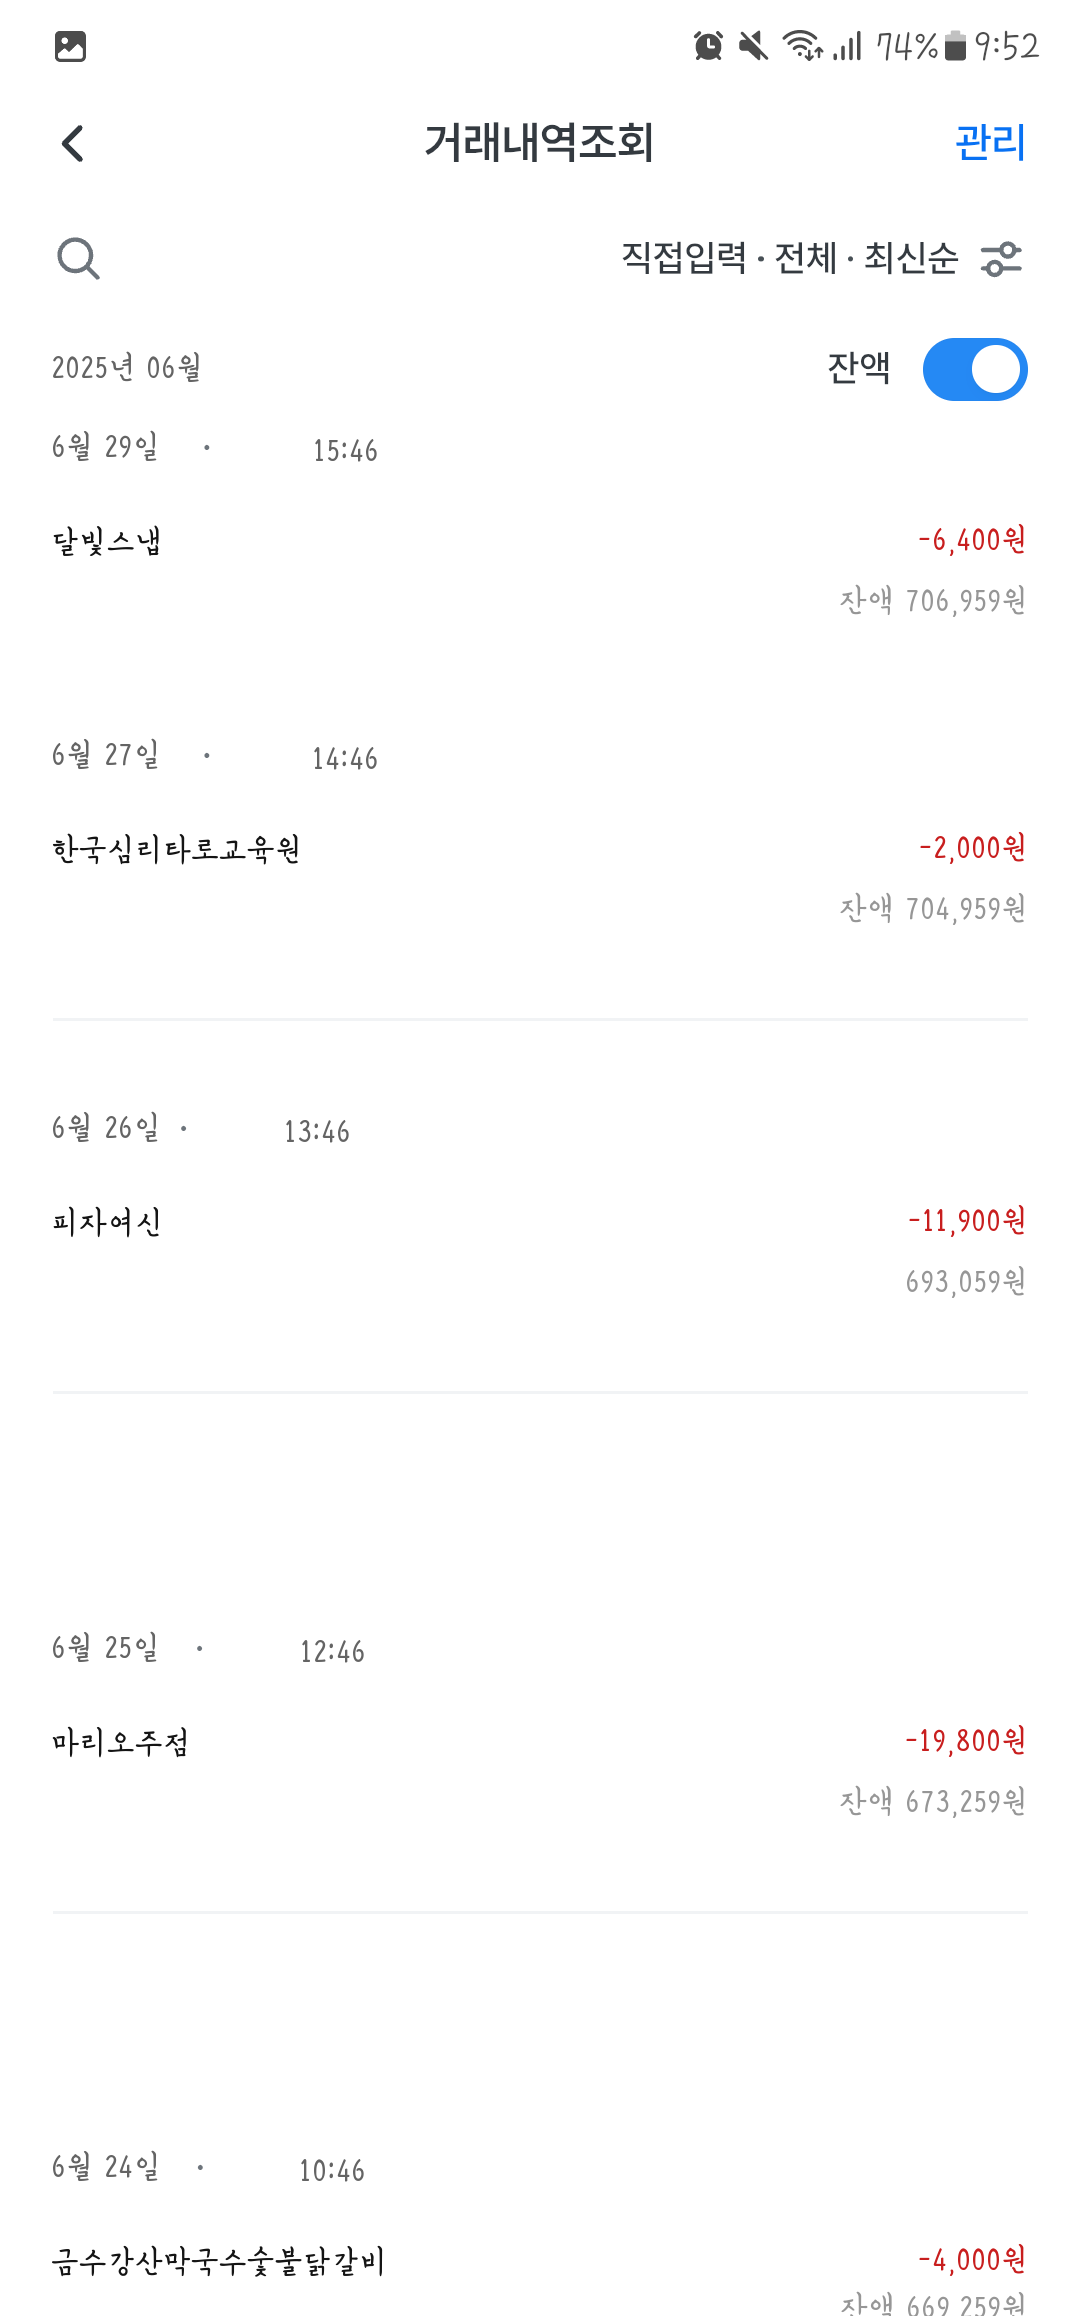 74% 9:52
거래내역조회 관리
직접입력 · 전체 · 최신순
2025년 06월 잔액
6월 29일 · 15:46
달빛스냅 -6,400원
잔액 706,959원
6월 27일 · 14:46
한국심리타로교육원 -2,000원
잔액 704,959원
6월 26일 · 13:46
피자여신 -11,900원
693,059원
6월 25일 · 12:46
마리오주점 -19,800원
잔액 673,259원
6월 24일 · 10:46
금수강산막국수숯불닭갈비 -4,000원
잔액 669,259원